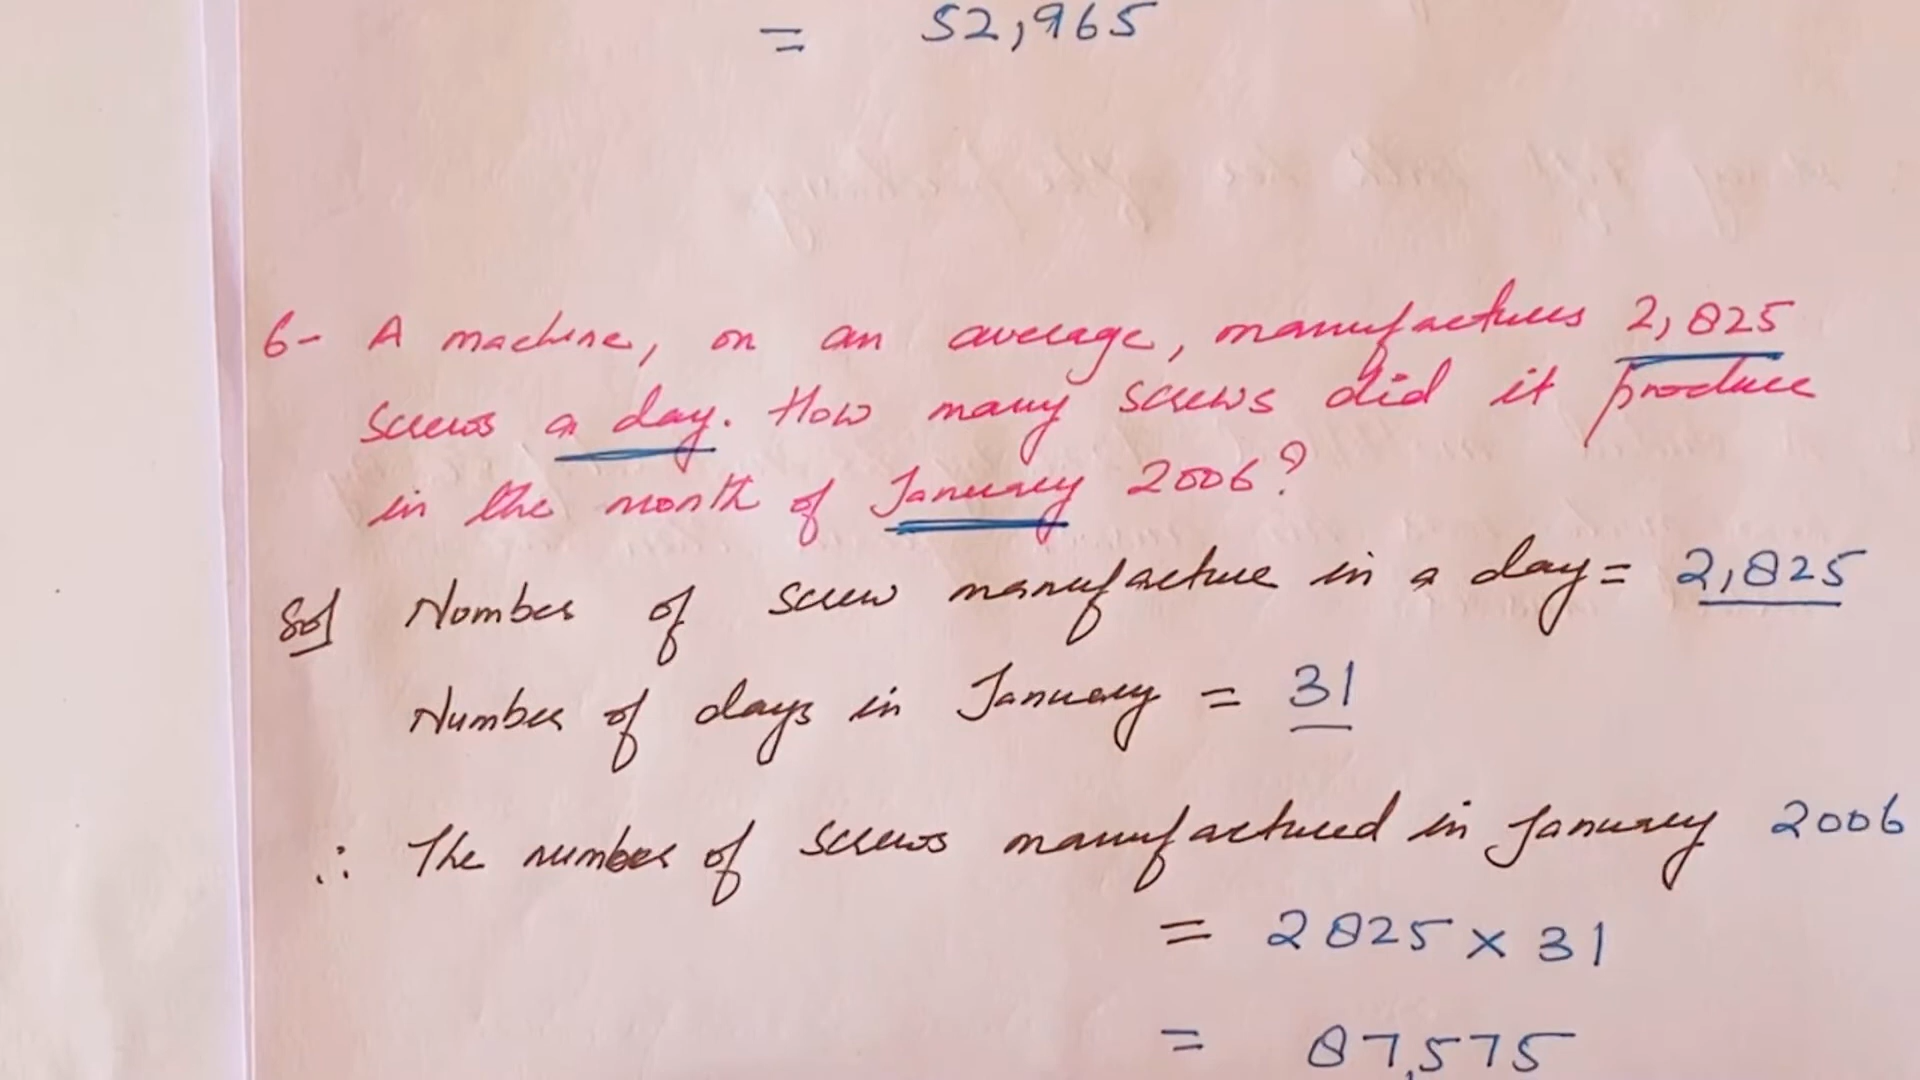 = 52,965
6- A machine, on an average, manufactures 2,825
screws a day. How many screws did it produce
in the month of January 2006?
Sol Number of screw manufacture in a day = 2,825
Number of days in January = 31
∴ The number of screws manufactured in January 2006
= 2825 × 31
= 87,575